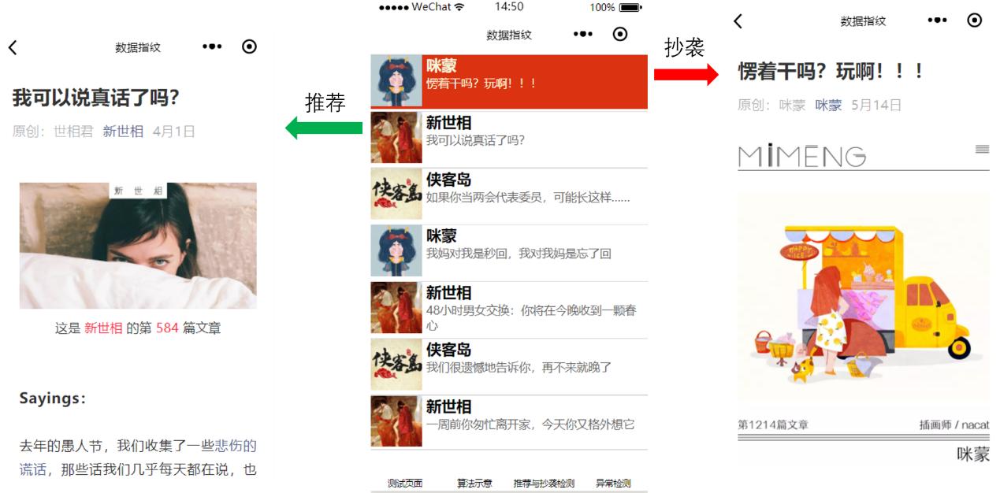 数据指纹
我可以说真话了吗？
原创：世相君 新世相 4月1日
新 世 相
这是 新世相 的第 584 篇文章
Sayings：
去年的愚人节，我们收集了一些悲伤的
谎话，那些话我们几乎每天都在说，也
推荐
WeChat 14:50 100%
数据指纹
咪蒙
愣着干吗？玩啊！！！
新世相
我可以说真话了吗？
侠客岛
侠客岛
如果你当两会代表委员，可能长这样……
咪蒙
我妈对我是秒回，我对我妈是忘了回
新世相
48小时男女交换：你将在今晚收到一颗春
心
侠客岛
侠客岛
我们很遗憾地告诉你，再不来就晚了
新世相
一周前你匆忙离开家，今天你又格外想它
测试页面 算法示意 推荐与抄袭检测 异常检测
抄袭
数据指纹
愣着干吗？玩啊！！！
原创：咪蒙 咪蒙 5月14日
MiMENG
HAPPY
第1214篇文章 插画师 / nacat
咪蒙